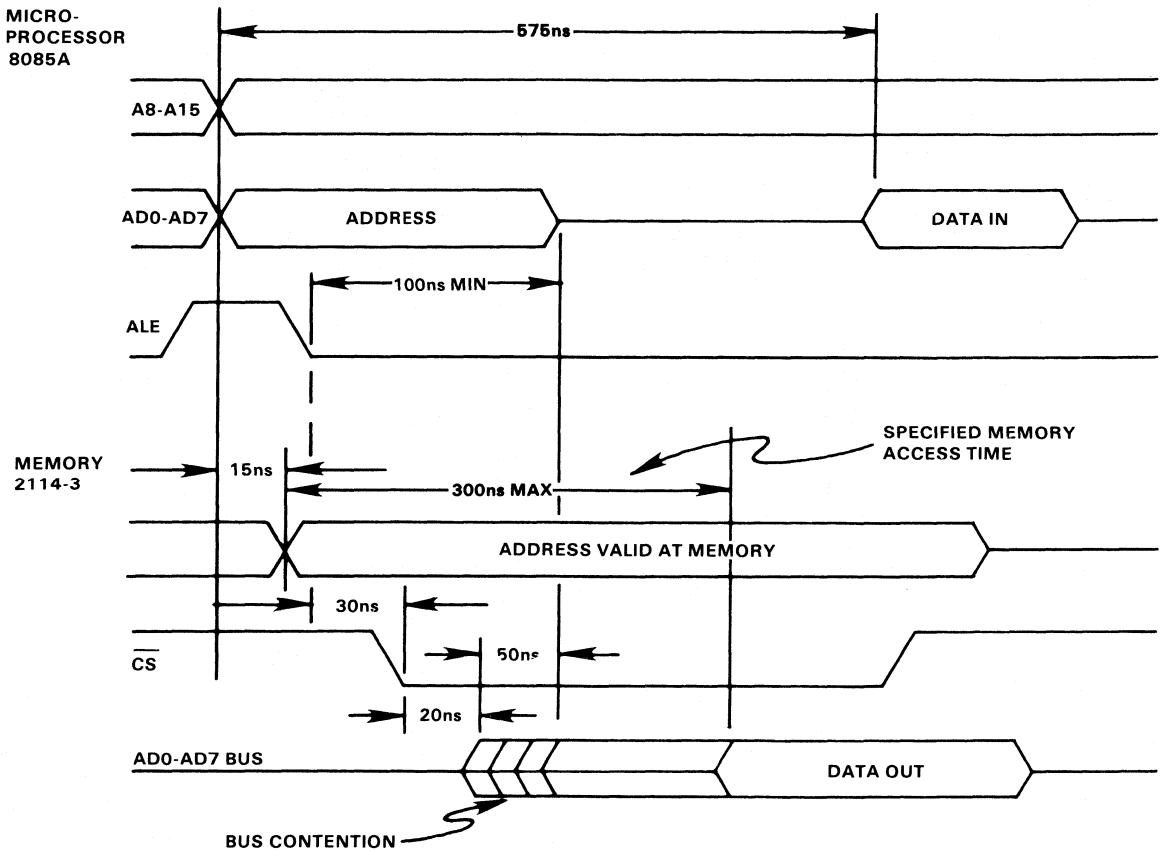 MICRO-
PROCESSOR
8085A
575ns
A8-A15
AD0-AD7
ADDRESS
DATA IN
100ns MIN
ALE
SPECIFIED MEMORY
ACCESS TIME
MEMORY
2114-3
15ns
300ns MAX
ADDRESS VALID AT MEMORY
30ns
CS
50ns
20ns
AD0-AD7 BUS
DATA OUT
BUS CONTENTION